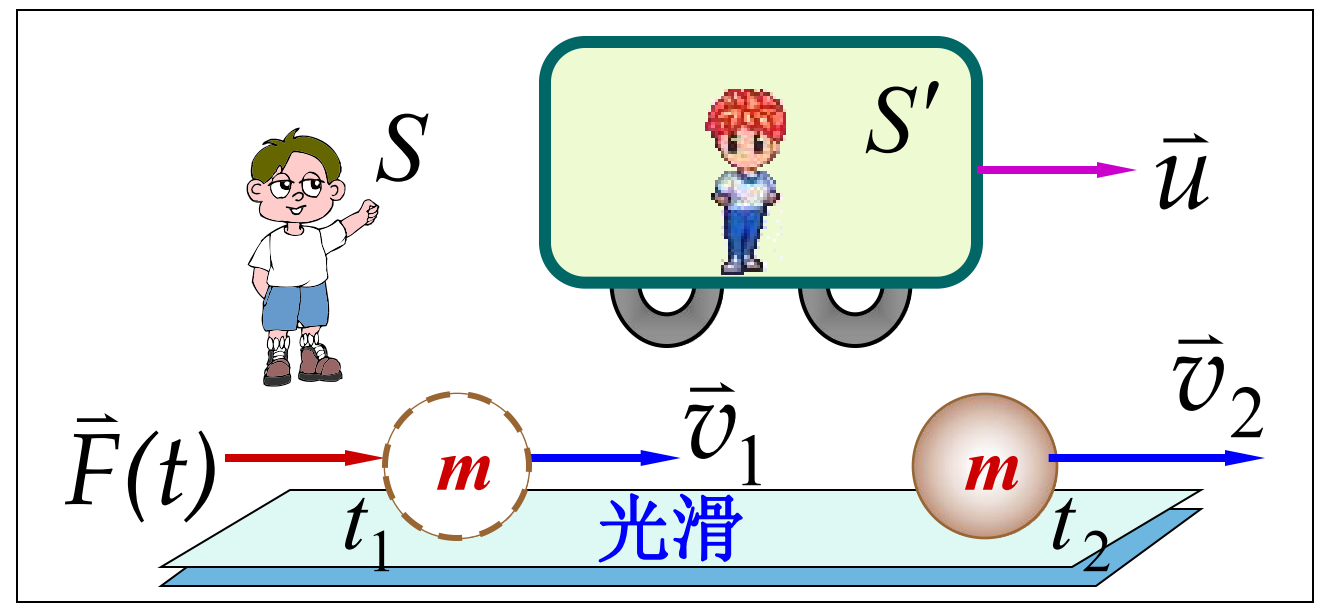 S
S′
u⃗
v⃗₂
F⃗(t)
m
v⃗₁
m
t₁
光滑
t₂